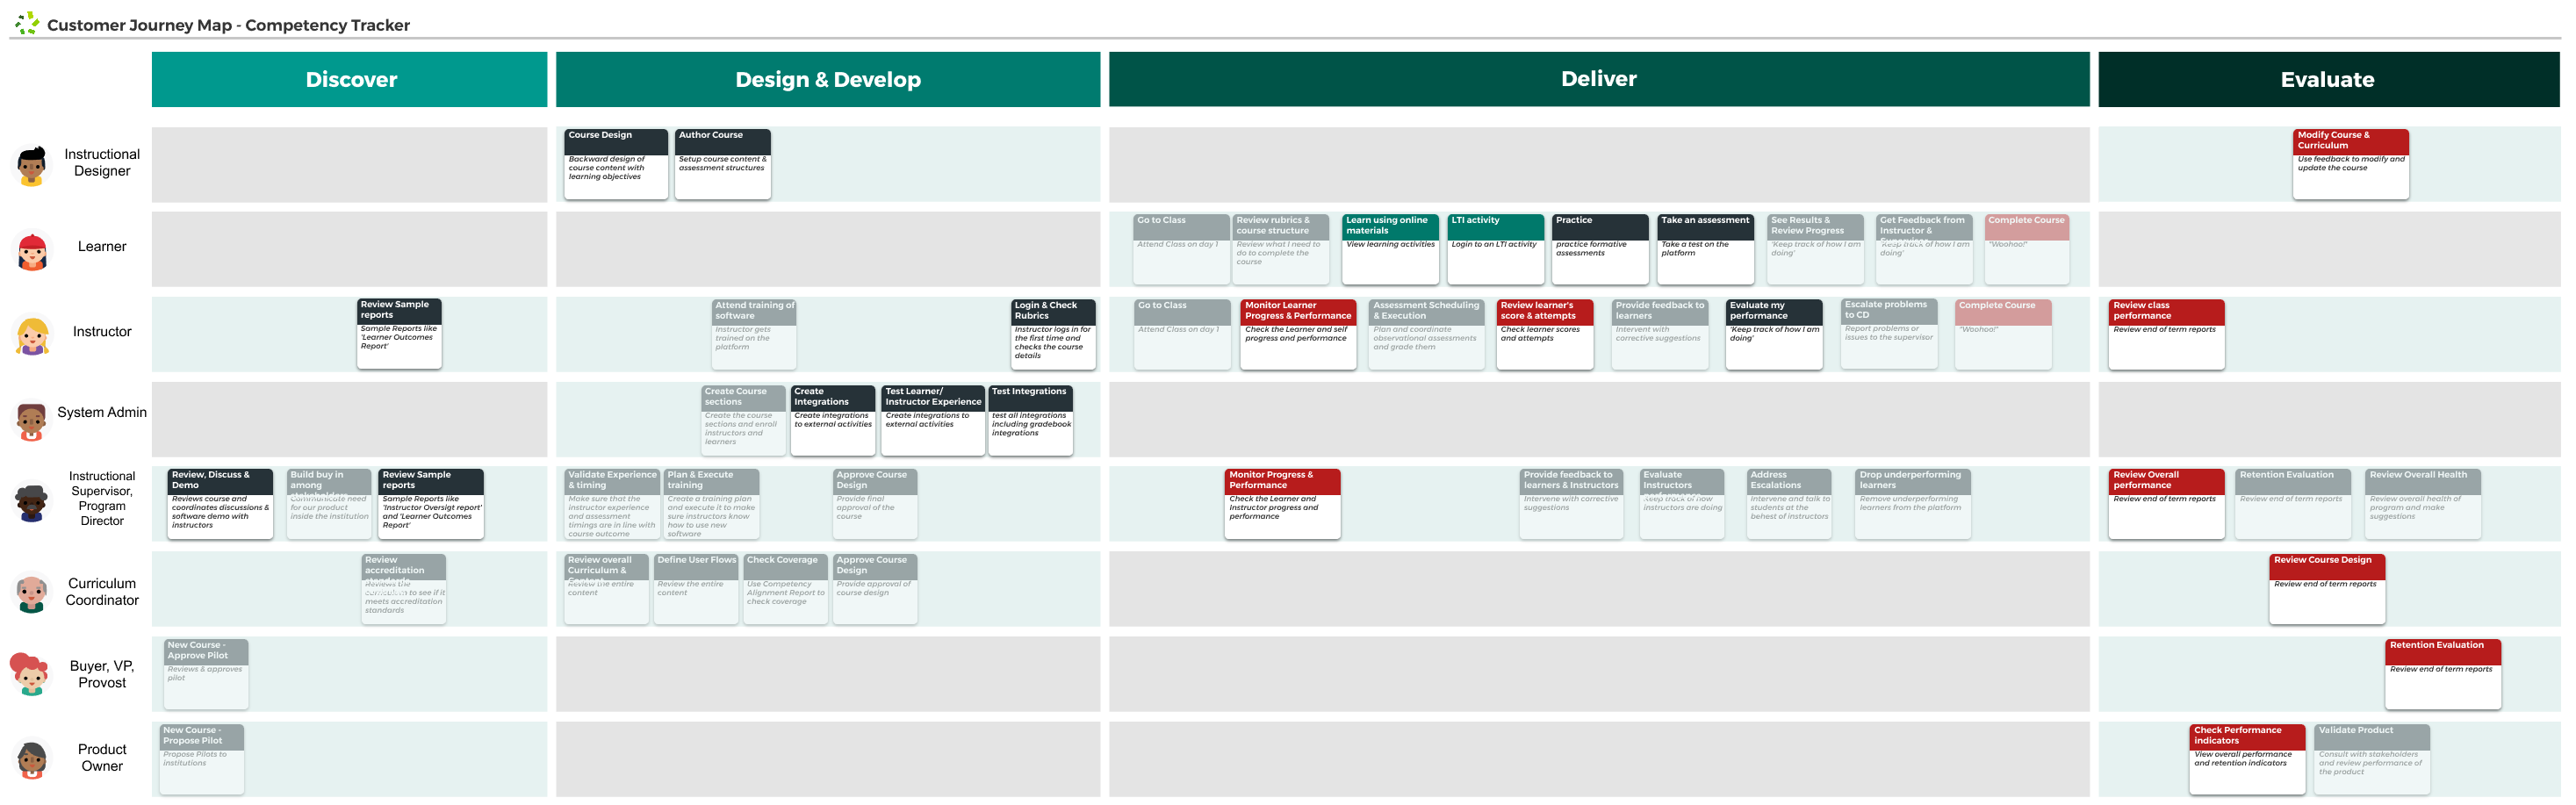 Customer Journey Map - Competency Tracker
Discover
Design & Develop
Deliver
Evaluate
Instructional
Designer
Course Design
Backward design of
course content with
learning objectives
Author Course
Setup course content &
assessment structures
Modify Course &
Curriculum
Use feedback to modify and
update the course
Learner
Go to Class
Attend Class on day 1
Review rubrics &
course structure
Review what I need to
do to complete the
course
Learn using online
materials
View learning activities
LTI activity
Login to an LTI activity
Practice
practice formative
assessments
Take an assessment
Take a test on the
platform
See Results &
Review Progress
'Keep track of how I am
doing'
Get Feedback from
Instructor &
'Keep track of how I am
doing'
Complete Course
"Woohoo!"
Instructor
Review Sample
reports
Sample Reports like
'Learner Outcomes
Report'
Attend training of
software
Instructor gets
trained on the
platform
Login & Check
Rubrics
Instructor logs in for
the first time and
checks the course
details
Go to Class
Attend Class on day 1
Monitor Learner
Progress & Performance
Check the Learner and self
progress and performance
Assessment Scheduling
& Execution
Plan and coordinate
observational assessments
and grade them
Review learner's
score & attempts
Check learner scores
and attempts
Provide feedback to
learners
Intervent with
corrective suggestions
Evaluate my
performance
'Keep track of how I am
doing'
Escalate problems
to CD
Report problems or
issues to the supervisor
Complete Course
"Woohoo!"
Review class
performance
Review end of term reports
System Admin
Create Course
sections
Create the course
sections and enroll
instructors and
learners
Create
Integrations
Create integrations
to external activities
Test Learner/
Instructor Experience
Create integrations to
external activities
Test Integrations
test all integrations
including gradebook
integrations
Instructional
Supervisor,
Program
Director
Review, Discuss &
Demo
Reviews course and
coordinates discussions &
software demo with
instructors
Build buy in
among
stakeholders
Communicate need
for our product
inside the institution
Review Sample
reports
Sample Reports like
'Instructor Oversigt report'
and 'Learner Outcomes
Report'
Validate Experience
& timing
Make sure that the
instructor experience
and assessment
timings are in line with
course outcome
Plan & Execute
training
Create a training plan
and execute it to make
sure instructors know
how to use new
software
Approve Course
Design
Provide final
approval of the
course
Monitor Progress &
Performance
Check the Learner and
Instructor progress and
performance
Provide feedback to
learners & Instructors
Intervene with corrective
suggestions
Evaluate
Instructors
performance
Keep track of how
instructors are doing
Address
Escalations
Intervene and talk to
students at the
behest of instructors
Drop underperforming
learners
Remove underperforming
learners from the platform
Review Overall
performance
Review end of term reports
Retention Evaluation
Review end of term reports
Review Overall Health
Review overall health of
program and make
suggestions
Curriculum
Coordinator
Review
accreditation
standards
Reviews the
curriculum to see if it
meets accreditation
standards
Review overall
Curriculum &
Content
Review the entire
content
Define User Flows
Review the entire
content
Check Coverage
Use Competency
Alignment Report to
check coverage
Approve Course
Design
Provide approval of
course design
Review Course Design
Review end of term reports
Buyer, VP,
Provost
New Course -
Approve Pilot
Reviews & approves
pilot
Retention Evaluation
Review end of term reports
Product
Owner
New Course -
Propose Pilot
Propose Pilots to
institutions
Check Performance
indicators
View overall performance
and retention indicators
Validate Product
Consult with stakeholders
and review performance of
the product